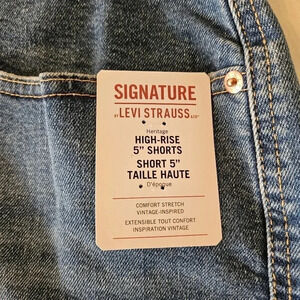 SIGNATURE
BY LEVI STRAUSS &CO™
Heritage
HIGH-RISE
5" SHORTS
SHORT 5"
TAILLE HAUTE
D'époque
COMFORT STRETCH
VINTAGE-INSPIRED
EXTENSIBLE TOUT CONFORT
INSPIRATION VINTAGE